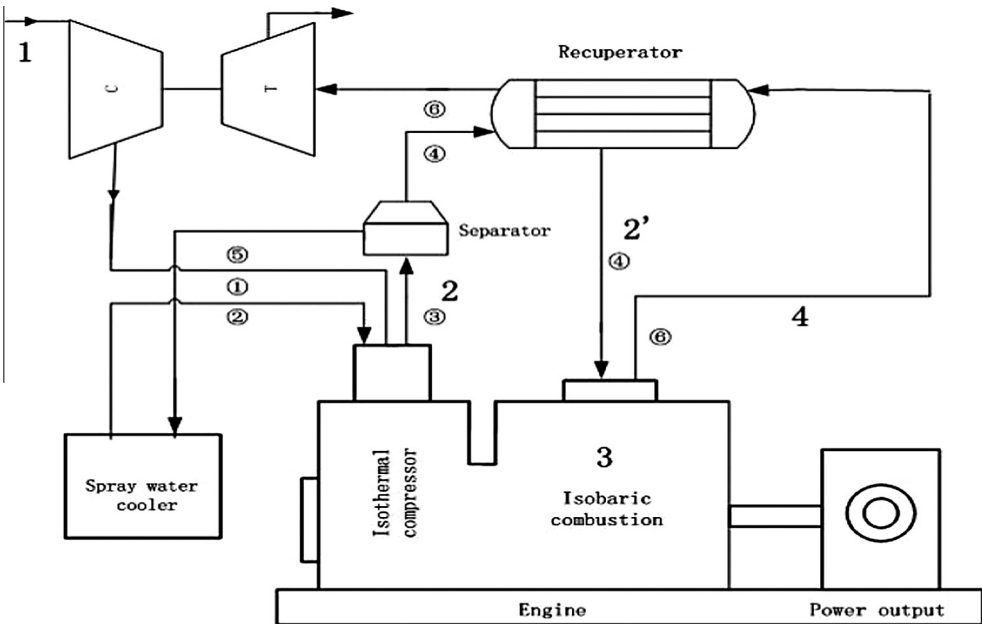 Recuperator
1
C
T
⑥
④
Separator
2'
④
⑤
①
②
2
③
4
⑥
Spray water
cooler
Isothermal
compressor
3
Isobaric
combustion
Engine
Power output